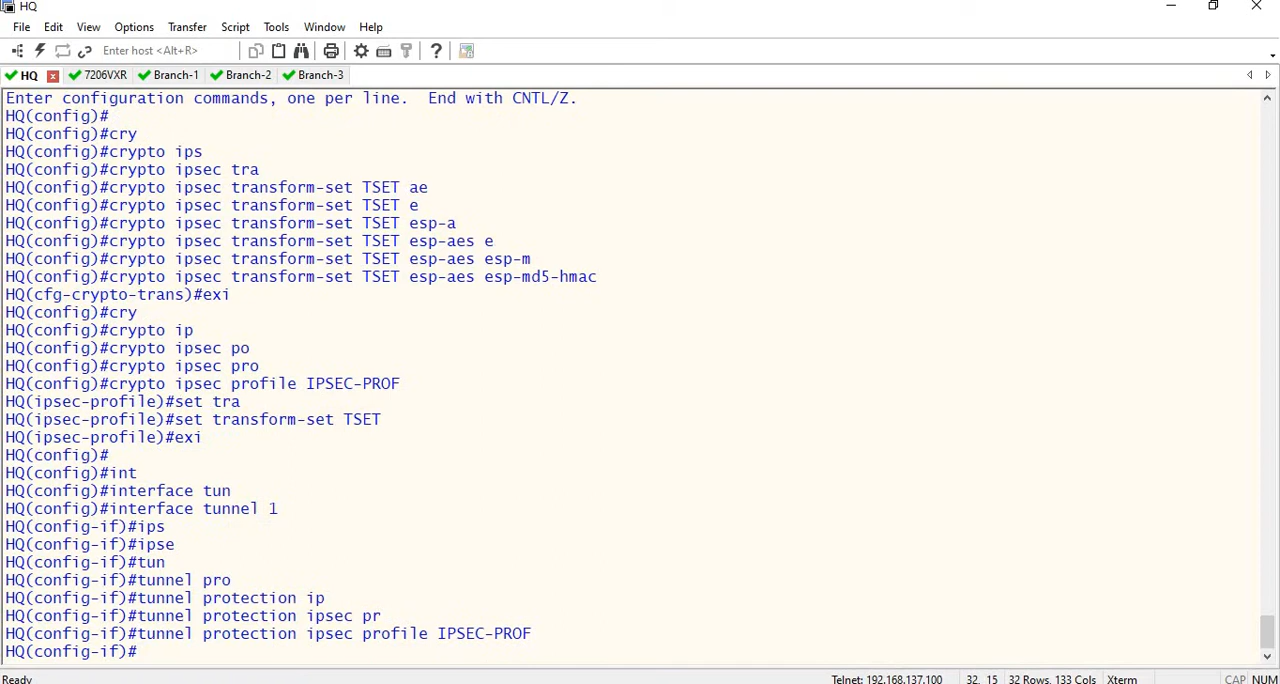 HQ
File Edit View Options Transfer Script Tools Window Help
Enter host <Alt+R>
HQ 7206VXR Branch-1 Branch-2 Branch-3
Enter configuration commands, one per line.  End with CNTL/Z.
HQ(config)#
HQ(config)#cry
HQ(config)#crypto ips
HQ(config)#crypto ipsec tra
HQ(config)#crypto ipsec transform-set TSET ae
HQ(config)#crypto ipsec transform-set TSET e
HQ(config)#crypto ipsec transform-set TSET esp-a
HQ(config)#crypto ipsec transform-set TSET esp-aes e
HQ(config)#crypto ipsec transform-set TSET esp-aes esp-m
HQ(config)#crypto ipsec transform-set TSET esp-aes esp-md5-hmac
HQ(cfg-crypto-trans)#exi
HQ(config)#cry
HQ(config)#crypto ip
HQ(config)#crypto ipsec po
HQ(config)#crypto ipsec pro
HQ(config)#crypto ipsec profile IPSEC-PROF
HQ(ipsec-profile)#set tra
HQ(ipsec-profile)#set transform-set TSET
HQ(ipsec-profile)#exi
HQ(config)#
HQ(config)#int
HQ(config)#interface tun
HQ(config)#interface tunnel 1
HQ(config-if)#ips
HQ(config-if)#ipse
HQ(config-if)#tun
HQ(config-if)#tunnel pro
HQ(config-if)#tunnel protection ip
HQ(config-if)#tunnel protection ipsec pr
HQ(config-if)#tunnel protection ipsec profile IPSEC-PROF
HQ(config-if)#
Ready Telnet: 192.168.137.100 32, 15 32 Rows, 133 Cols Xterm CAP NUM